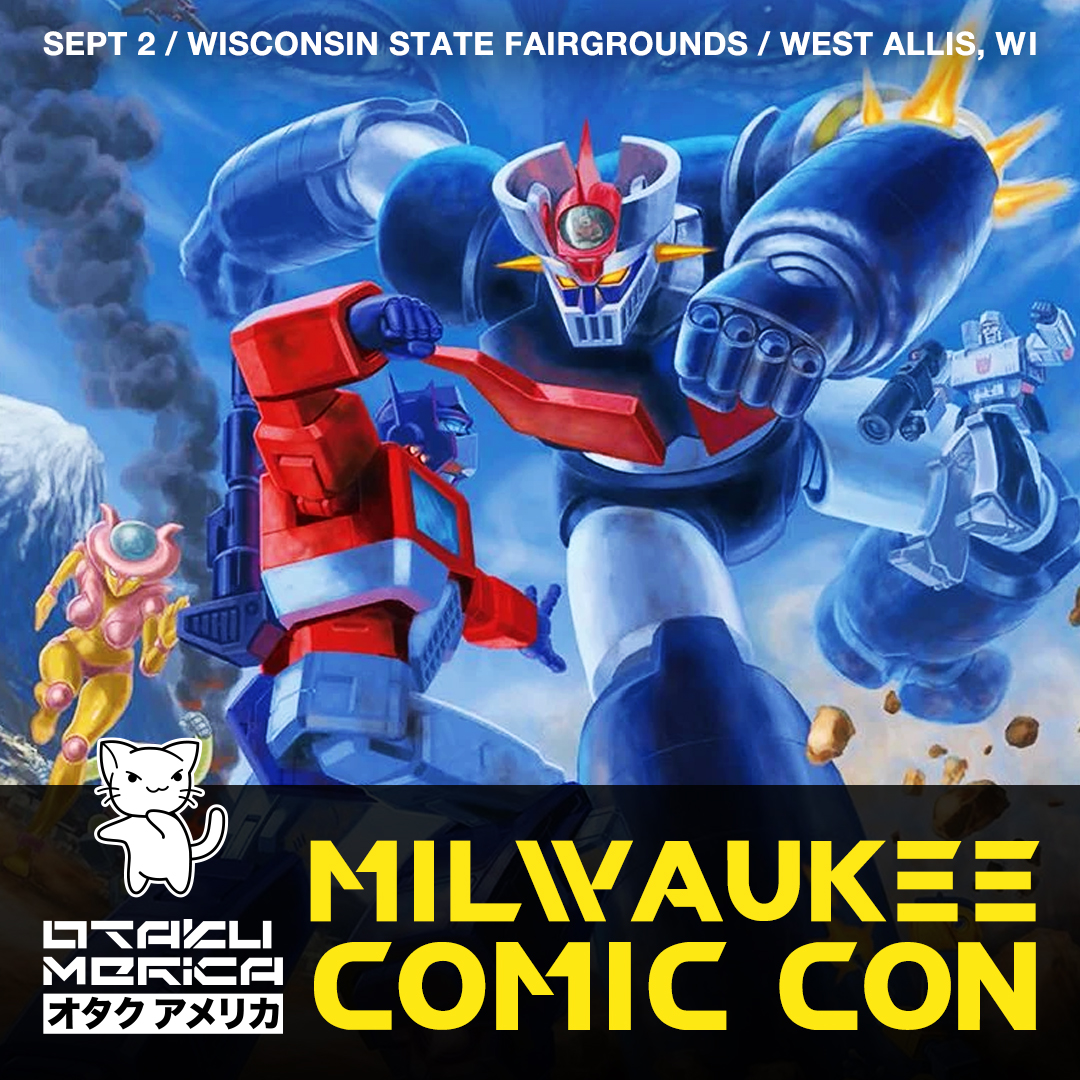 SEPT 2 / WISCONSIN STATE FAIRGROUNDS / WEST ALLIS, WI
MILWAUKEE
COMIC CON
OTAKU
MERICA
オタク アメリカ